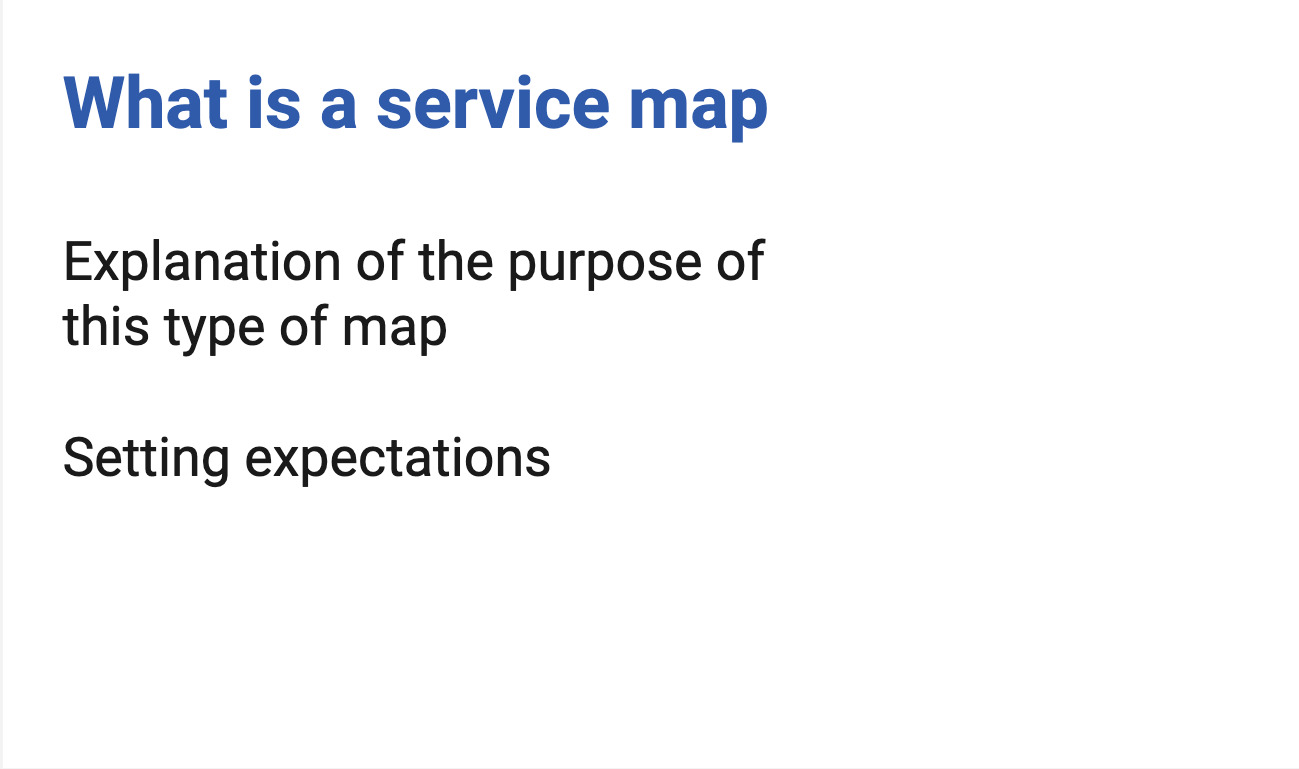 What is a service map
Explanation of the purpose of
this type of map
Setting expectations